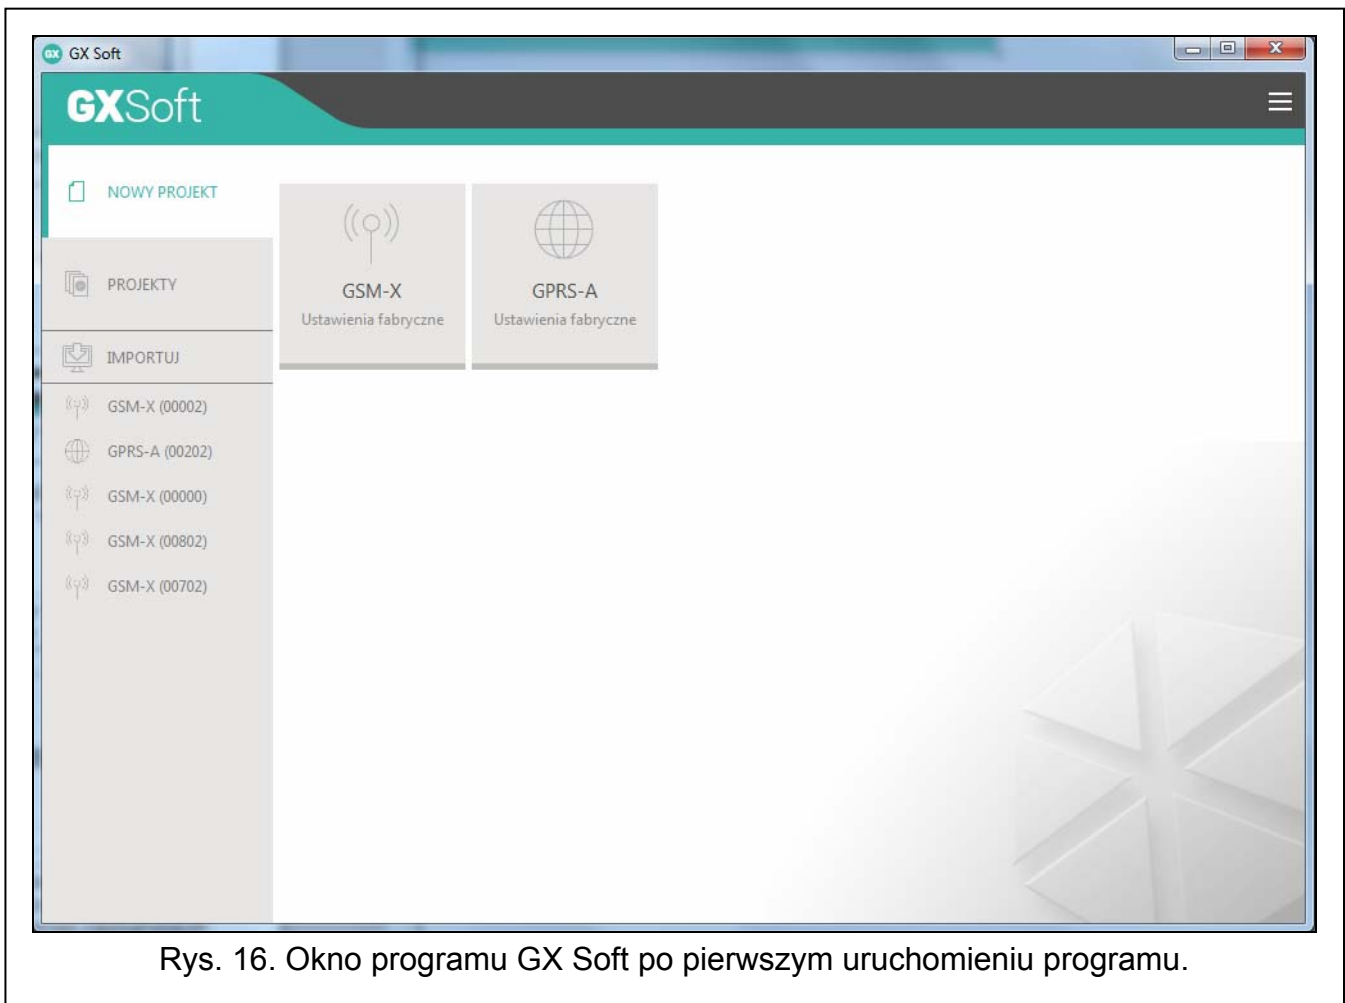 GX Soft
GXSoft
NOWY PROJEKT
PROJEKTY
IMPORTUJ
GSM-X (00002)
GPRS-A (00202)
GSM-X (00000)
GSM-X (00802)
GSM-X (00702)
GSM-X
Ustawienia fabryczne
GPRS-A
Ustawienia fabryczne
Rys. 16. Okno programu GX Soft po pierwszym uruchomieniu programu.